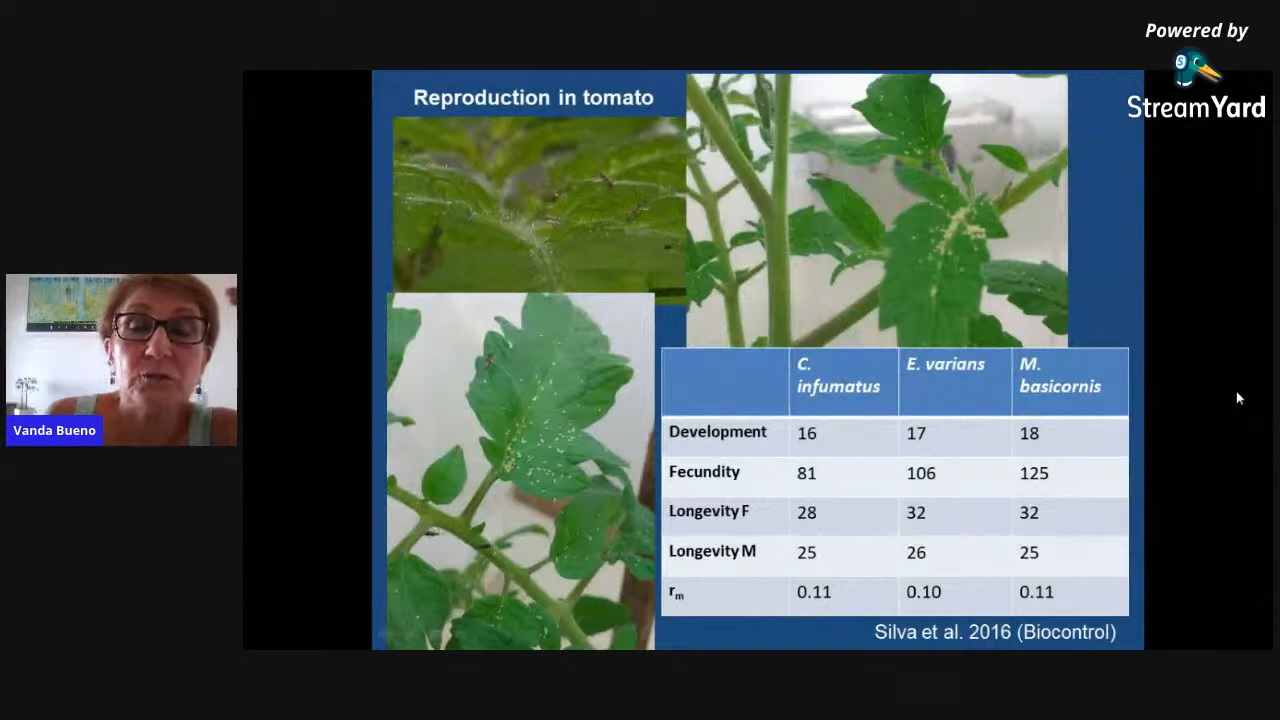 Powered by
StreamYard
Reproduction in tomato
C. infumatus E. varians M. basicornis
Development 16 17 18
Fecundity 81 106 125
Longevity F 28 32 32
Longevity M 25 26 25
rm 0.11 0.10 0.11
Silva et al. 2016 (Biocontrol)
Vanda Bueno